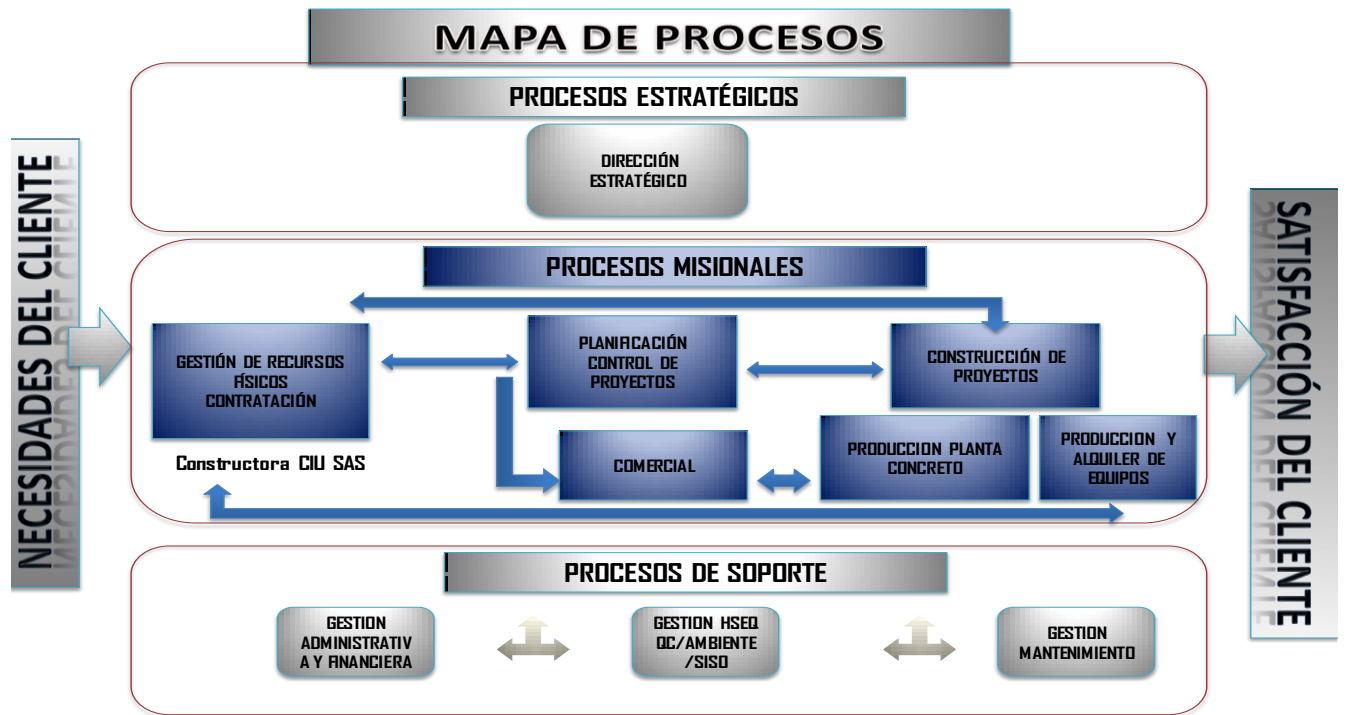 MAPA DE PROCESOS
PROCESOS ESTRATÉGICOS
DIRECCIÓN
ESTRATÉGICO
NECESIDADES DEL CLIENTE
PROCESOS MISIONALES
GESTIÓN DE RECURSOS
FÍSICOS
CONTRATACIÓN
PLANIFICACIÓN
CONTROL DE
PROYECTOS
CONSTRUCCIÓN DE
PROYECTOS
Constructora CIU SAS
COMERCIAL
PRODUCCION PLANTA
CONCRETO
PRODUCCION Y
ALQUILER DE
EQUIPOS
SATISFACCIÓN DEL CLIENTE
PROCESOS DE SOPORTE
GESTION
ADMINISTRATIV
A Y FINANCIERA
GESTION HSEQ
QC/AMBIENTE
/SISO
GESTION
MANTENIMIENTO